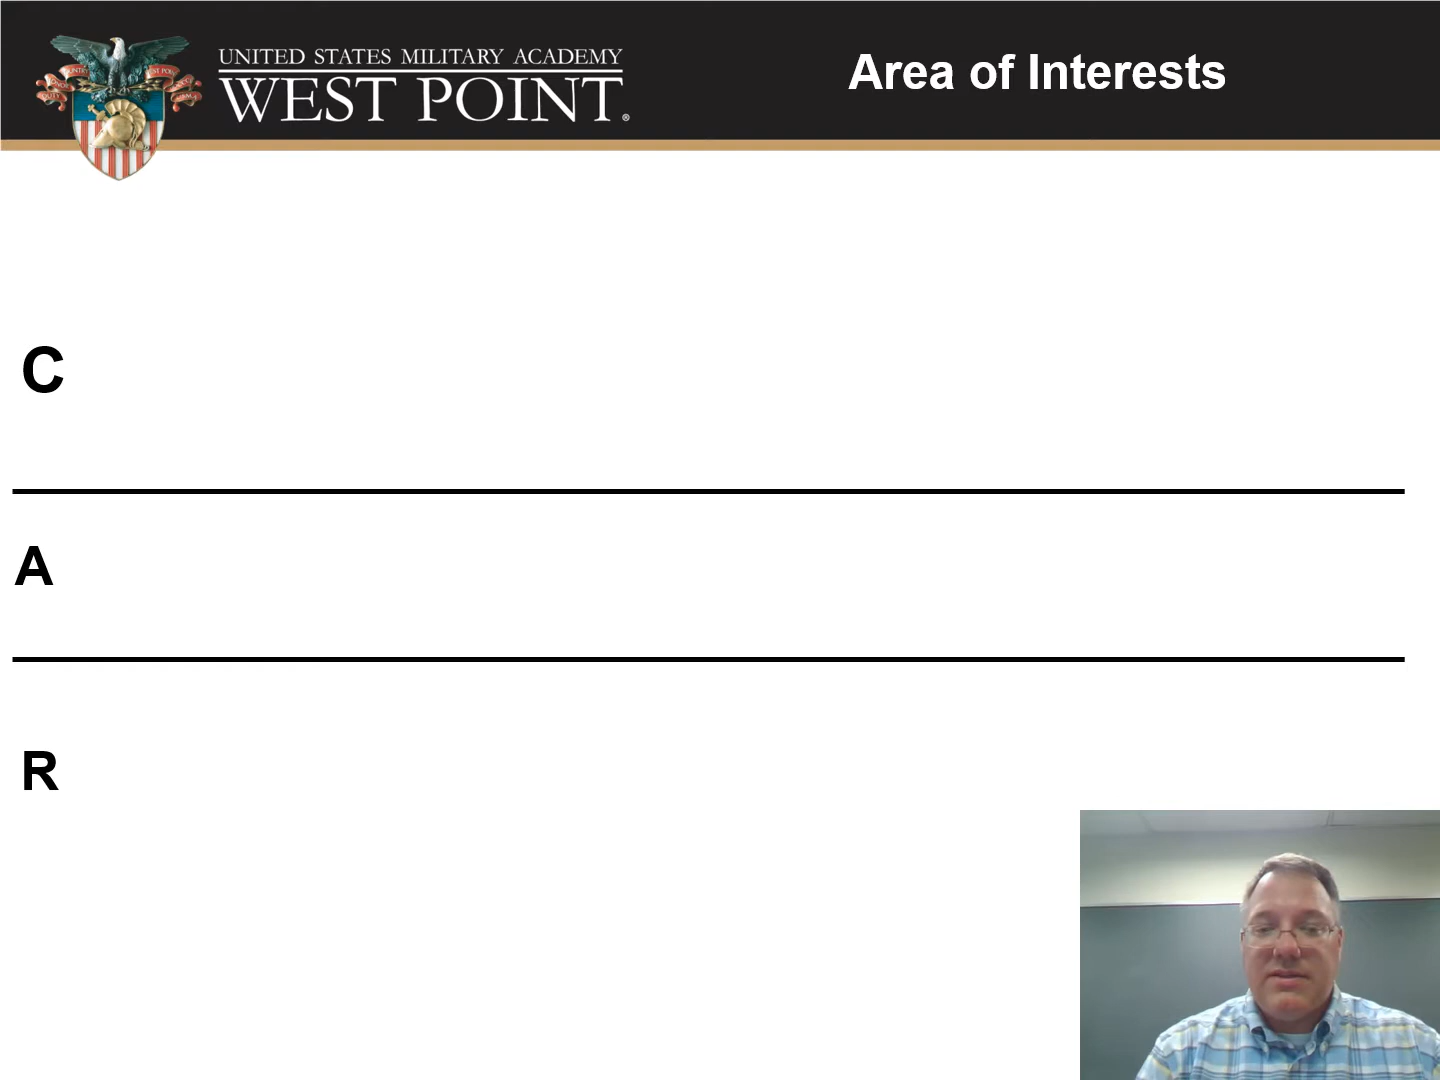 UNITED STATES MILITARY ACADEMY
WEST POINT®
Area of Interests
C
A
R